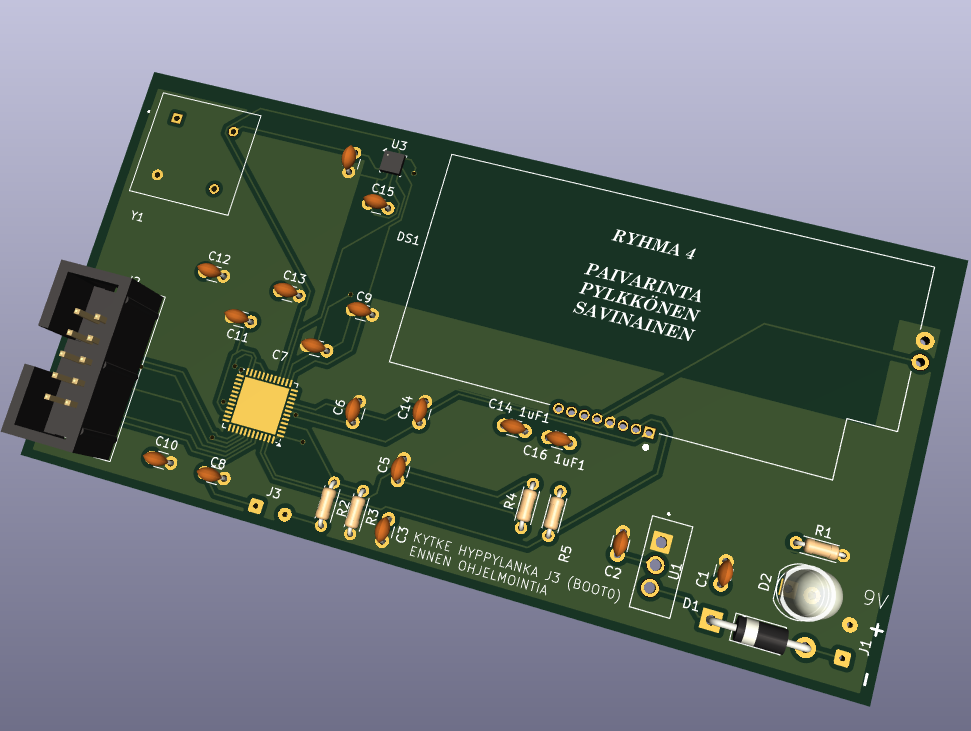 U3
C15
Y1
DS1
RYHMA 4
PAIVARINTA
PYLKKÖNEN
SAVINAINEN
C12
C13
C9
C11
C7
C6
C14
C14 1uF1
C16 1uF1
C10
C8
J3
C5
R2
R3
C3
R4
R5
KYTKE HYPPYLANKA J3 (BOOT0)
ENNEN OHJELMOINTIA
C2
U1
C1
R1
D2
D1
9V
+
J1
-